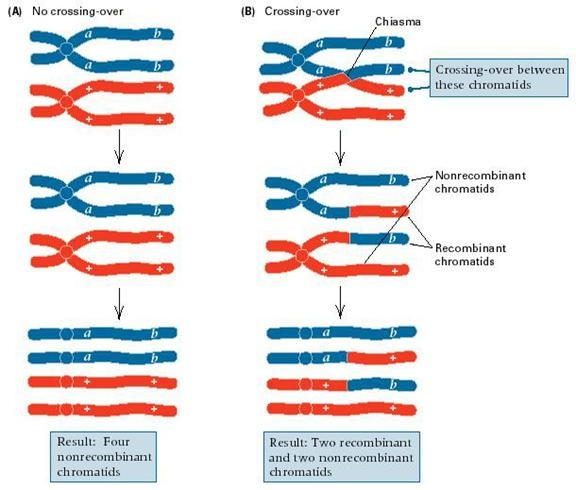 (A) No crossing-over
a b
a b
+ +
+ +
a b
a b
+ +
+ +
a b
a b
+ +
+ +
Result: Four
nonrecombinant
chromatids
(B) Crossing-over
Chiasma
a b
a b
+ +
+ +
Crossing-over between
these chromatids
a b
a +
+ b
+ +
Nonrecombinant
chromatids
Recombinant
chromatids
a b
a +
+ b
+ +
Result: Two recombinant
and two nonrecombinant
chromatids